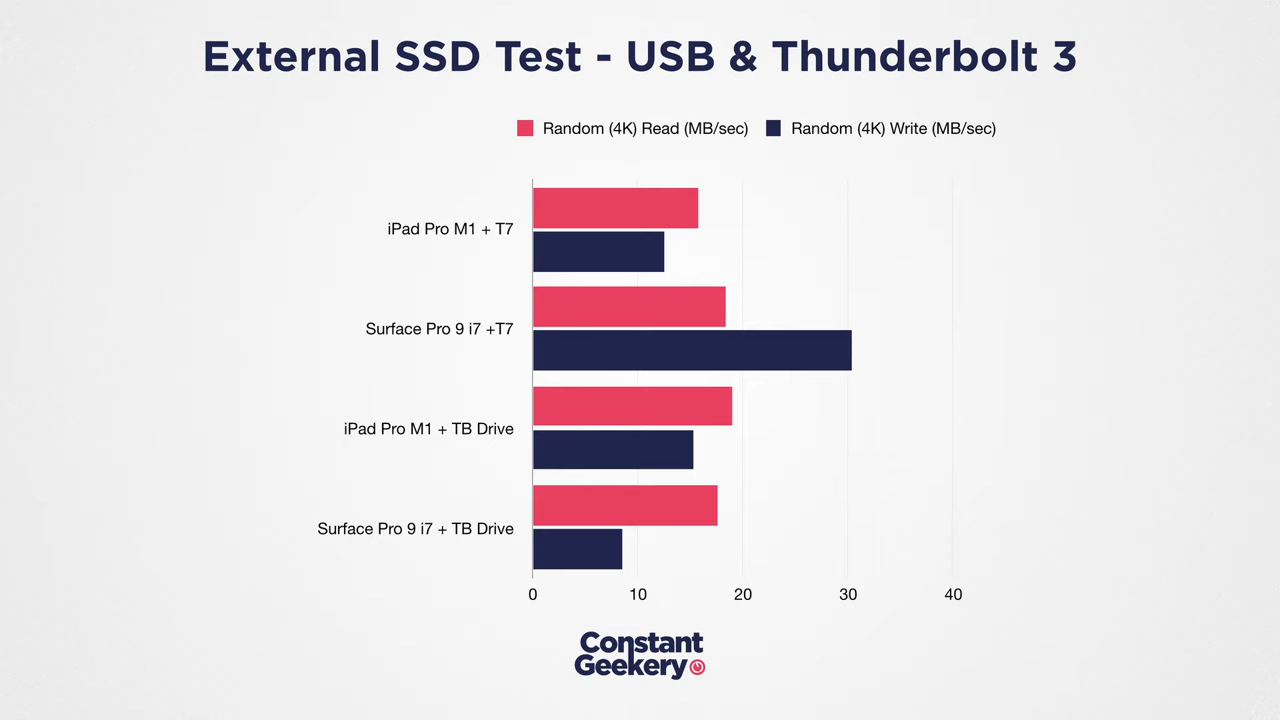 External SSD Test - USB & Thunderbolt 3
Random (4K) Read (MB/sec)
Random (4K) Write (MB/sec)
iPad Pro M1 + T7
Surface Pro 9 i7 +T7
iPad Pro M1 + TB Drive
Surface Pro 9 i7 + TB Drive
0 10 20 30 40
Constant
Geekery